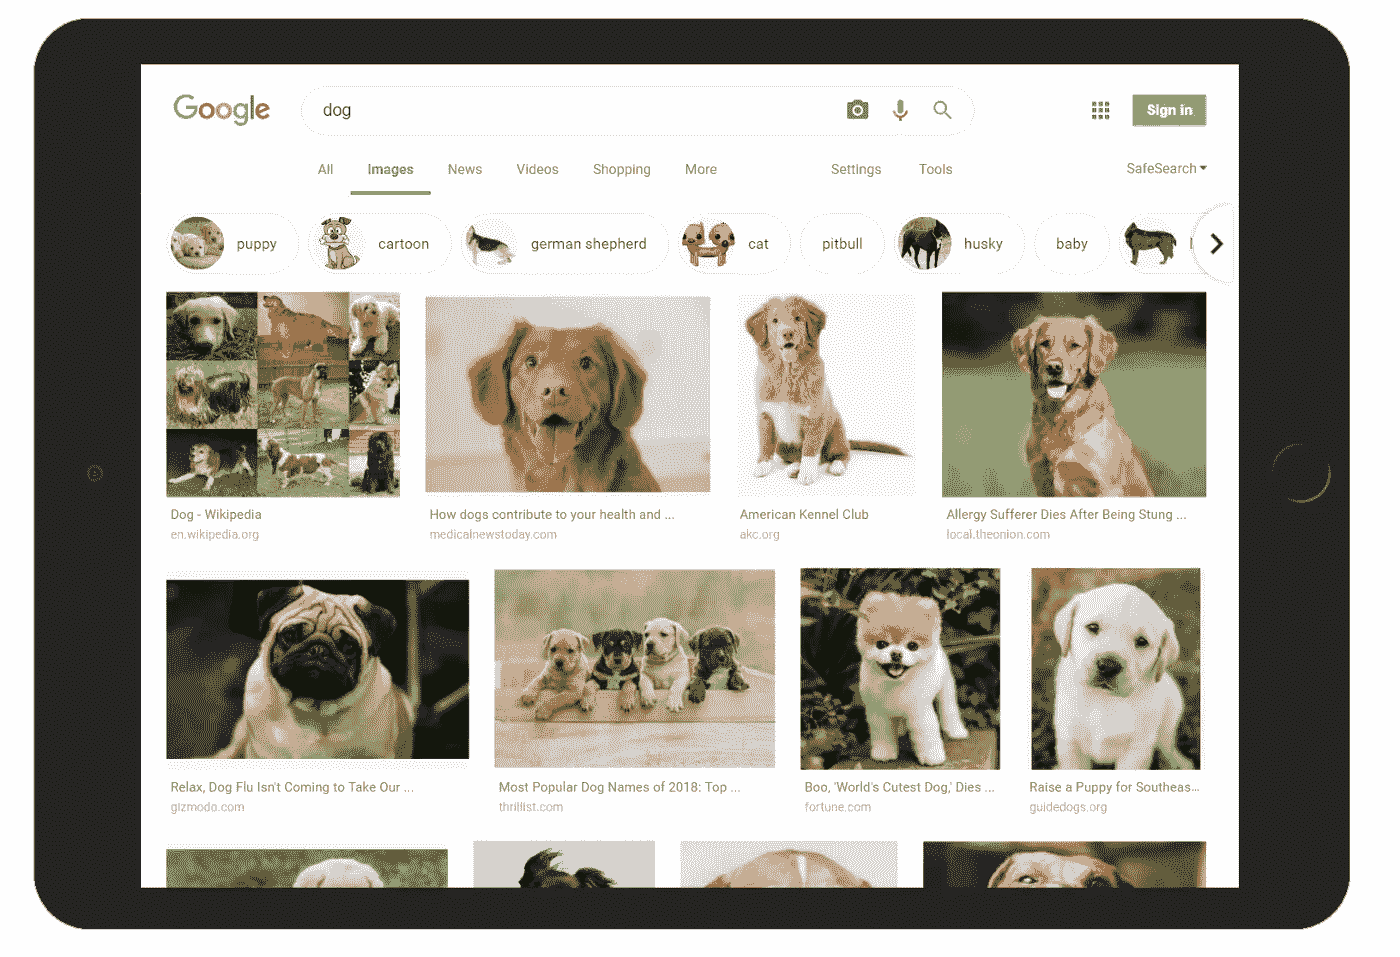 Google dog Sign in
All Images News Videos Shopping More Settings Tools SafeSearch
puppy cartoon german shepherd cat pitbull husky baby
Dog - Wikipedia How dogs contribute to your health and ... American Kennel Club Allergy Sufferer Dies After Being Stung ...
en.wikipedia.org medicalnewstoday.com akc.org local.theonion.com
Relax, Dog Flu Isn't Coming to Take Our ... Most Popular Dog Names of 2018: Top ... Boo, 'World's Cutest Dog,' Dies ... Raise a Puppy for Southeas...
gizmodo.com thrillist.com fortune.com guidedogs.org